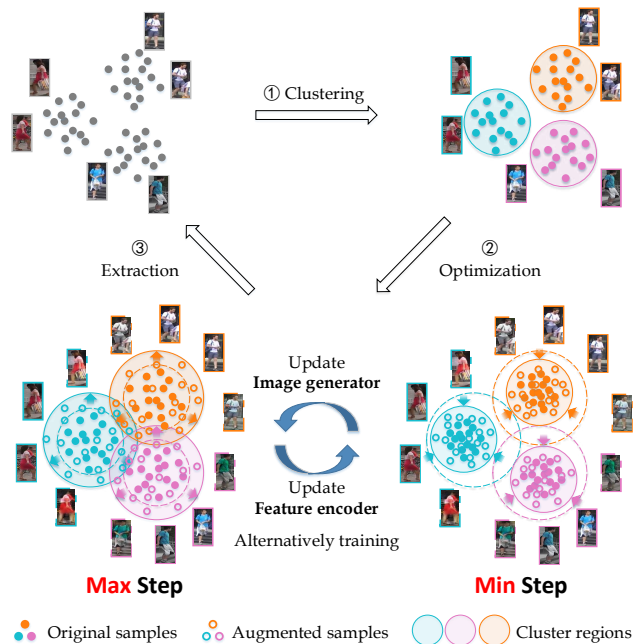 ① Clustering
③
Extraction
②
Optimization
Update
Image generator
Update
Feature encoder
Alternatively training
Max Step
Min Step
Original samples
Augmented samples
Cluster regions